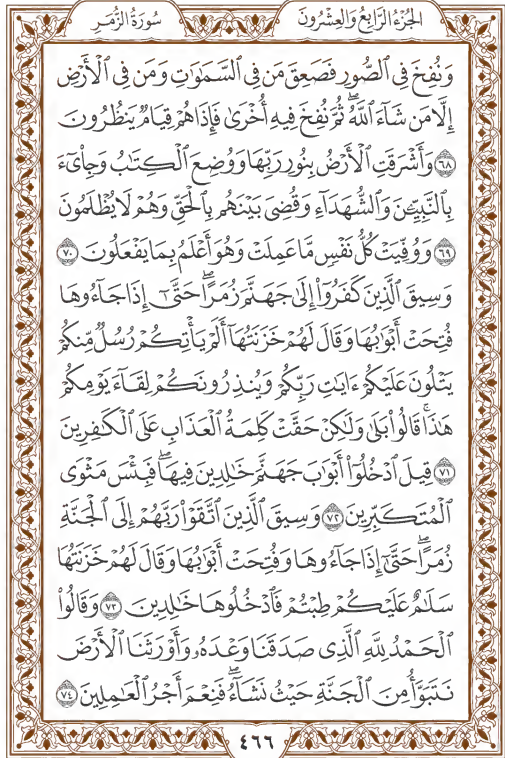 الجُزْءُ الرَّابِعُ وَالعِشْرُونَ
سُورَةُ الزُّمَرِ
وَنُفِخَ فِي ٱلصُّورِ فَصَعِقَ مَن فِي ٱلسَّمَٰوَٰتِ وَمَن فِي ٱلْأَرْضِ
إِلَّا مَن شَآءَ ٱللَّهُۖ ثُمَّ نُفِخَ فِيهِ أُخْرَىٰ فَإِذَا هُمْ قِيَامٌ يَنظُرُونَ
۝٦٨ وَأَشْرَقَتِ ٱلْأَرْضُ بِنُورِ رَبِّهَا وَوُضِعَ ٱلْكِتَٰبُ وَجِا۟يٓءَ
بِٱلنَّبِيِّـۧنَ وَٱلشُّهَدَآءِ وَقُضِيَ بَيْنَهُم بِٱلْحَقِّ وَهُمْ لَا يُظْلَمُونَ
۝٦٩ وَوُفِّيَتْ كُلُّ نَفْسٍ مَّا عَمِلَتْ وَهُوَ أَعْلَمُ بِمَا يَفْعَلُونَ ۝٧٠
وَسِيقَ ٱلَّذِينَ كَفَرُوٓا۟ إِلَىٰ جَهَنَّمَ زُمَرًاۖ حَتَّىٰٓ إِذَا جَآءُوهَا
فُتِحَتْ أَبْوَٰبُهَا وَقَالَ لَهُمْ خَزَنَتُهَآ أَلَمْ يَأْتِكُمْ رُسُلٌ مِّنكُمْ
يَتْلُونَ عَلَيْكُمْ ءَايَٰتِ رَبِّكُمْ وَيُنذِرُونَكُمْ لِقَآءَ يَوْمِكُمْ
هَٰذَاۚ قَالُوا۟ بَلَىٰ وَلَٰكِنْ حَقَّتْ كَلِمَةُ ٱلْعَذَابِ عَلَى ٱلْكَٰفِرِينَ
۝٧١ قِيلَ ٱدْخُلُوٓا۟ أَبْوَٰبَ جَهَنَّمَ خَٰلِدِينَ فِيهَاۖ فَبِئْسَ مَثْوَى
ٱلْمُتَكَبِّرِينَ ۝٧٢ وَسِيقَ ٱلَّذِينَ ٱتَّقَوْا۟ رَبَّهُمْ إِلَى ٱلْجَنَّةِ
زُمَرًاۖ حَتَّىٰٓ إِذَا جَآءُوهَا وَفُتِحَتْ أَبْوَٰبُهَا وَقَالَ لَهُمْ خَزَنَتُهَا
سَلَٰمٌ عَلَيْكُمْ طِبْتُمْ فَٱدْخُلُوهَا خَٰلِدِينَ ۝٧٣ وَقَالُوا۟
ٱلْحَمْدُ لِلَّهِ ٱلَّذِي صَدَقَنَا وَعْدَهُۥ وَأَوْرَثَنَا ٱلْأَرْضَ
نَتَبَوَّأُ مِنَ ٱلْجَنَّةِ حَيْثُ نَشَآءُۖ فَنِعْمَ أَجْرُ ٱلْعَٰمِلِينَ ۝٧٤
٤٦٦